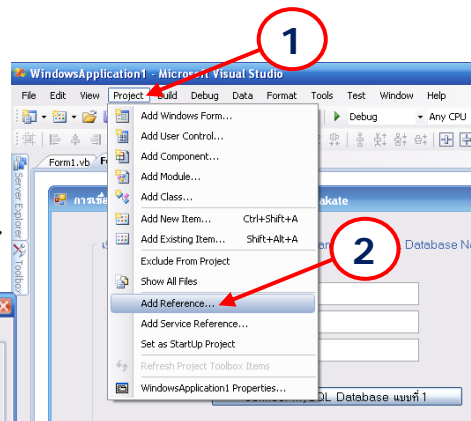 1
WindowsApplication1 - Microsoft Visual Studio
File Edit View Project Build Debug Data Format Tools Test Window Help
Debug Any CPU
Add Windows Form...
Add User Control...
Add Component...
Add Module...
Add Class...
Add New Item... Ctrl+Shift+A
Add Existing Item... Shift+Alt+A
Exclude From Project
Show All Files
Add Reference...
Add Service Reference...
Set as StartUp Project
Refresh Project Toolbox Items
WindowsApplication1 Properties...
Form1.vb
Server Explorer
Toolbox
akate
2
Database Na
MySQL Database แบบที่ 1